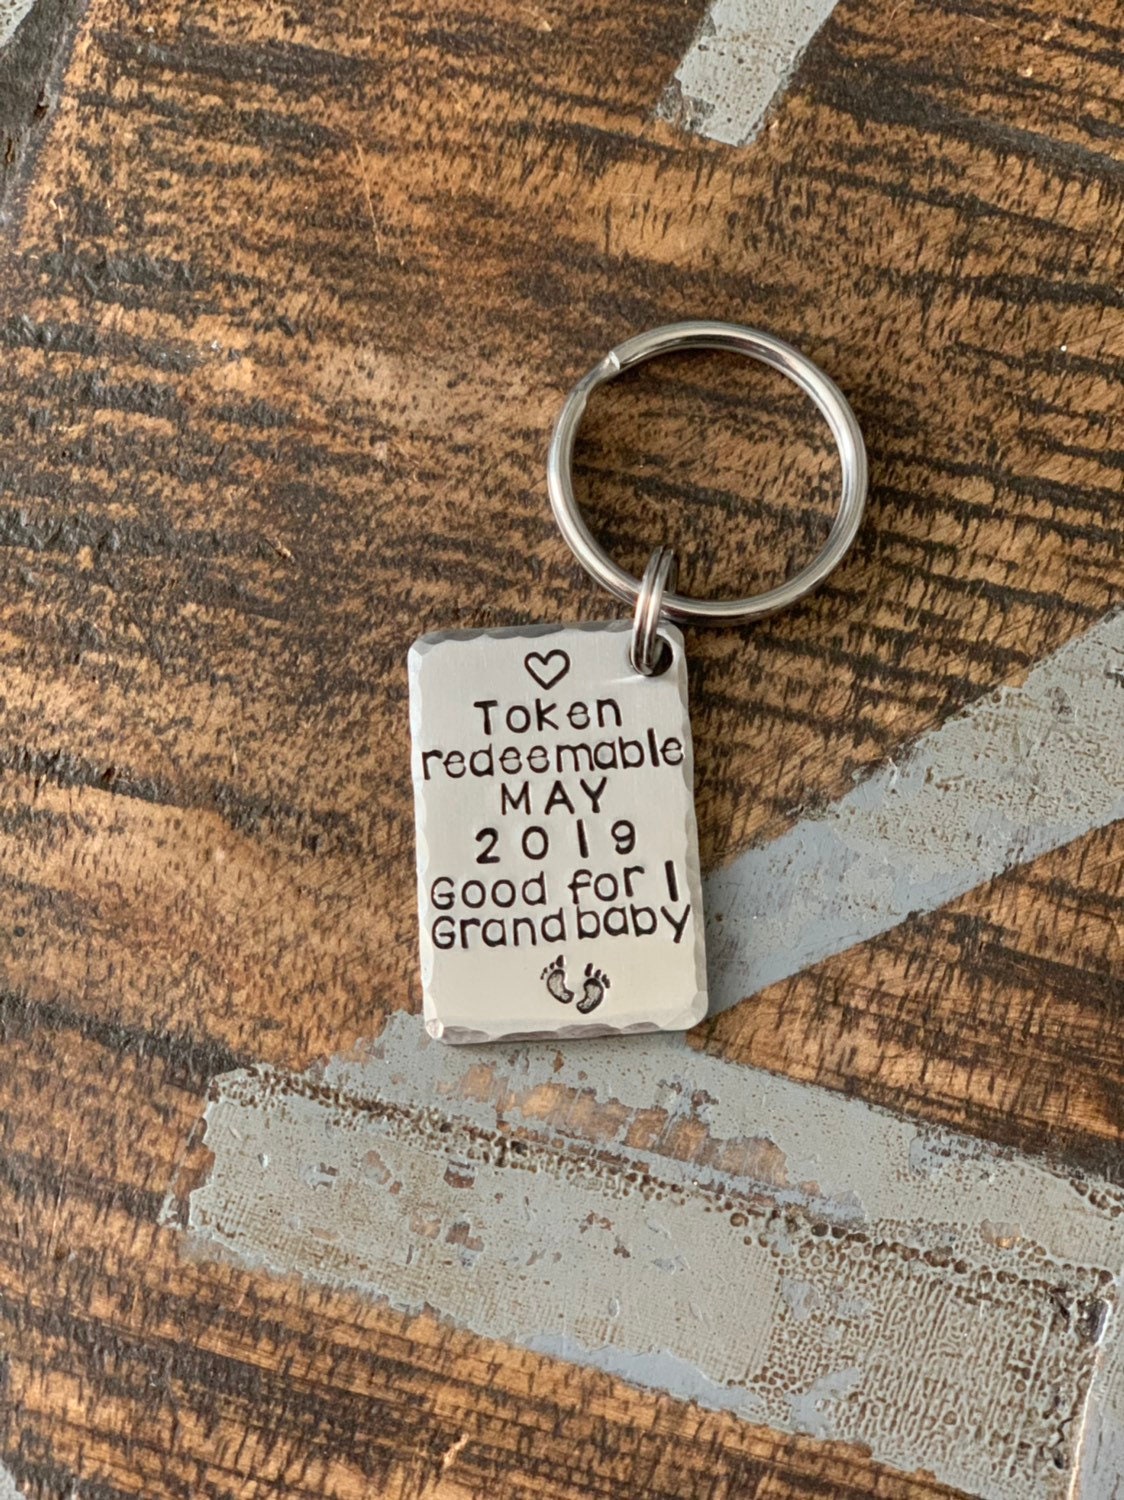 Token
redeemable
MAY
2019
Good for 1
Grandbaby